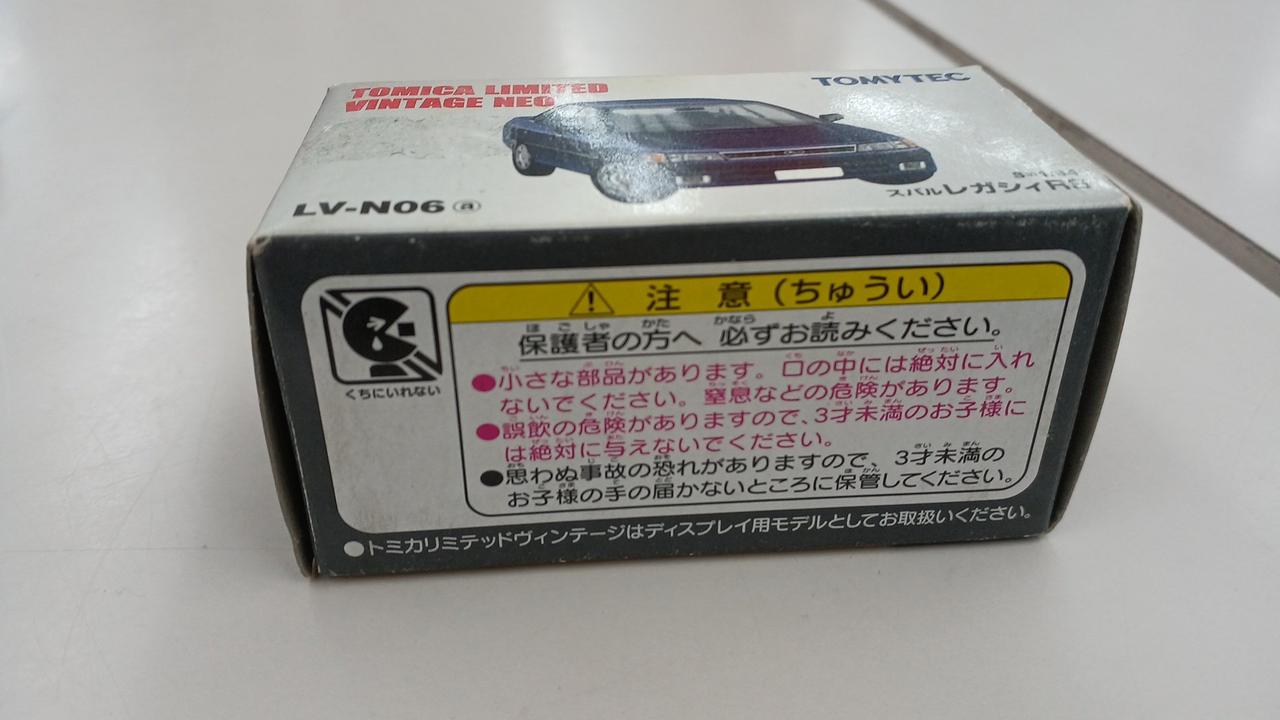 TOMICA LIMITED
VINTAGE NEO
TOMYTEC
LV-N06 ⓐ
スバル レガシィRS
注 意 (ちゅうい)
保護者の方へ 必ずお読みください。
●小さな部品があります。口の中には絶対に入れ
ないでください。窒息などの危険があります。
●誤飲の危険がありますので、3才未満のお子様に
は絶対に与えないでください。
●思わぬ事故の恐れがありますので、3才未満の
お子様の手の届かないところに保管してください。
くちにいれない
●トミカリミテッドヴィンテージはディスプレイ用モデルとしてお取扱いください。